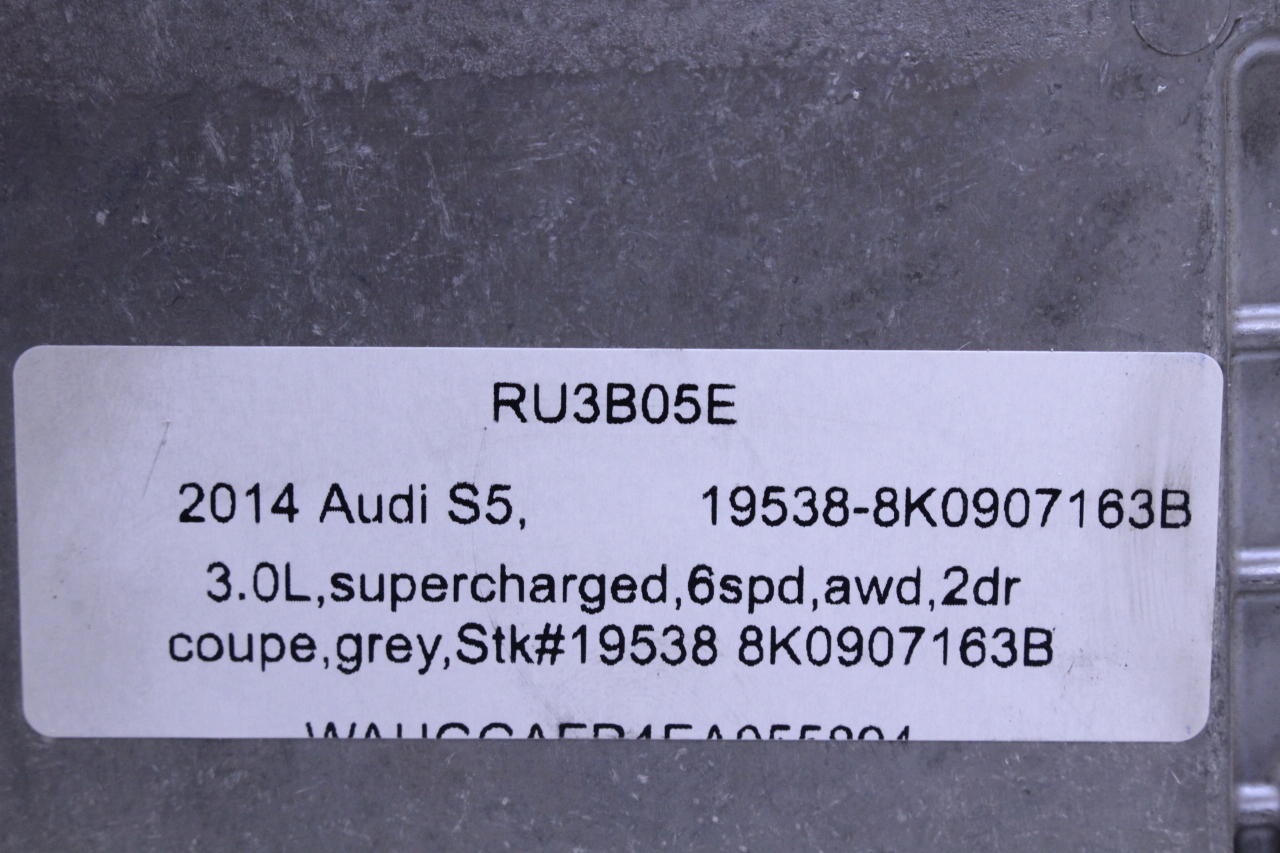 RU3B05E
2014 Audi S5, 19538-8K0907163B
3.0L,supercharged,6spd,awd,2dr
coupe,grey,Stk#19538 8K0907163B